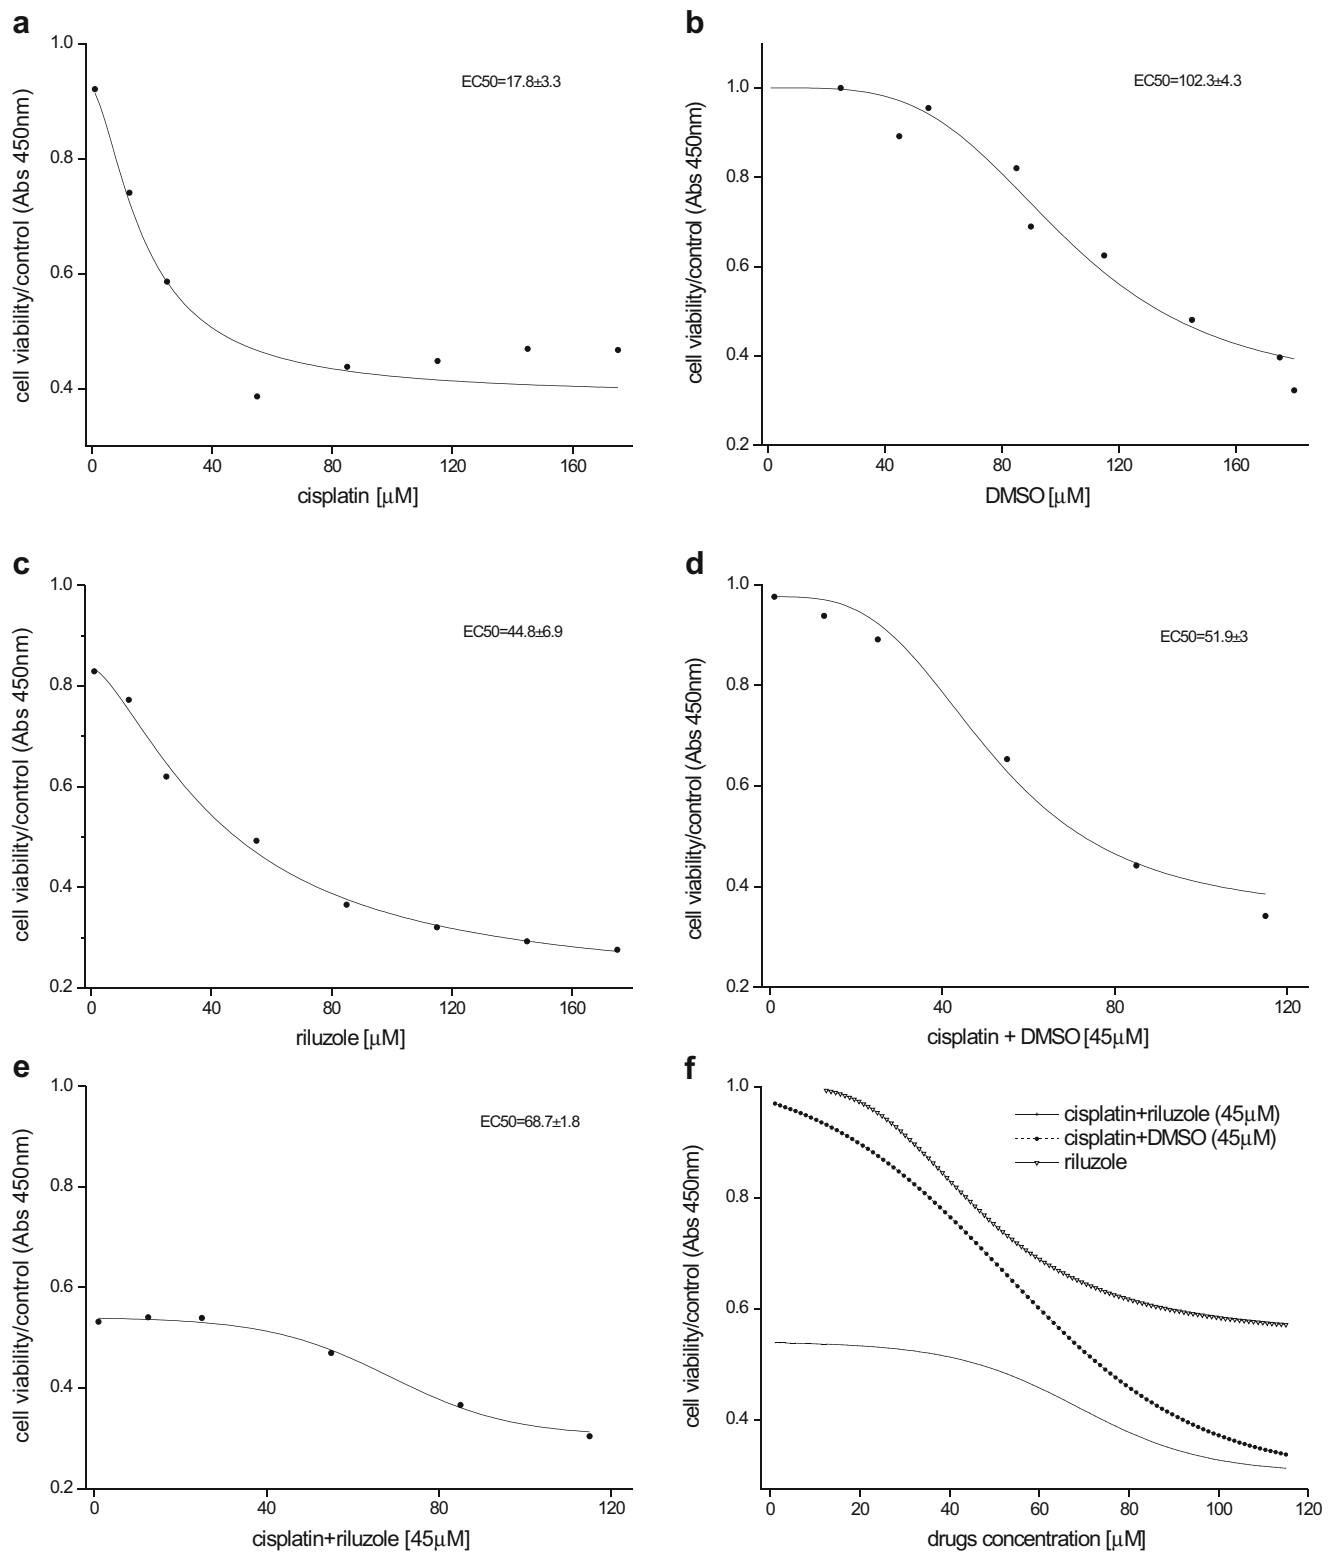 a
EC50=17.8±3.3
cell viability/control (Abs 450nm)
1.0
0.8
0.6
0.4
0 40 80 120 160
cisplatin [µM]
b
EC50=102.3±4.3
cell viability/control (Abs 450nm)
1.0
0.8
0.6
0.4
0.2
0 40 80 120 160
DMSO [µM]
c
EC50=44.8±6.9
cell viability/control (Abs 450nm)
1.0
0.8
0.6
0.4
0.2
0 40 80 120 160
riluzole [µM]
d
EC50=51.9±3
cell viability/control (Abs 450nm)
1.0
0.8
0.6
0.4
0.2
0 40 80 120
cisplatin + DMSO [45µM]
e
EC50=68.7±1.8
cell viability/control (Abs 450nm)
1.0
0.8
0.6
0.4
0.2
0 40 80 120
cisplatin+riluzole [45µM]
f
cisplatin+riluzole (45µM)
cisplatin+DMSO (45µM)
riluzole
cell viability/control (Abs 450nm)
1.0
0.8
0.6
0.4
0 20 40 60 80 100 120
drugs concentration [µM]